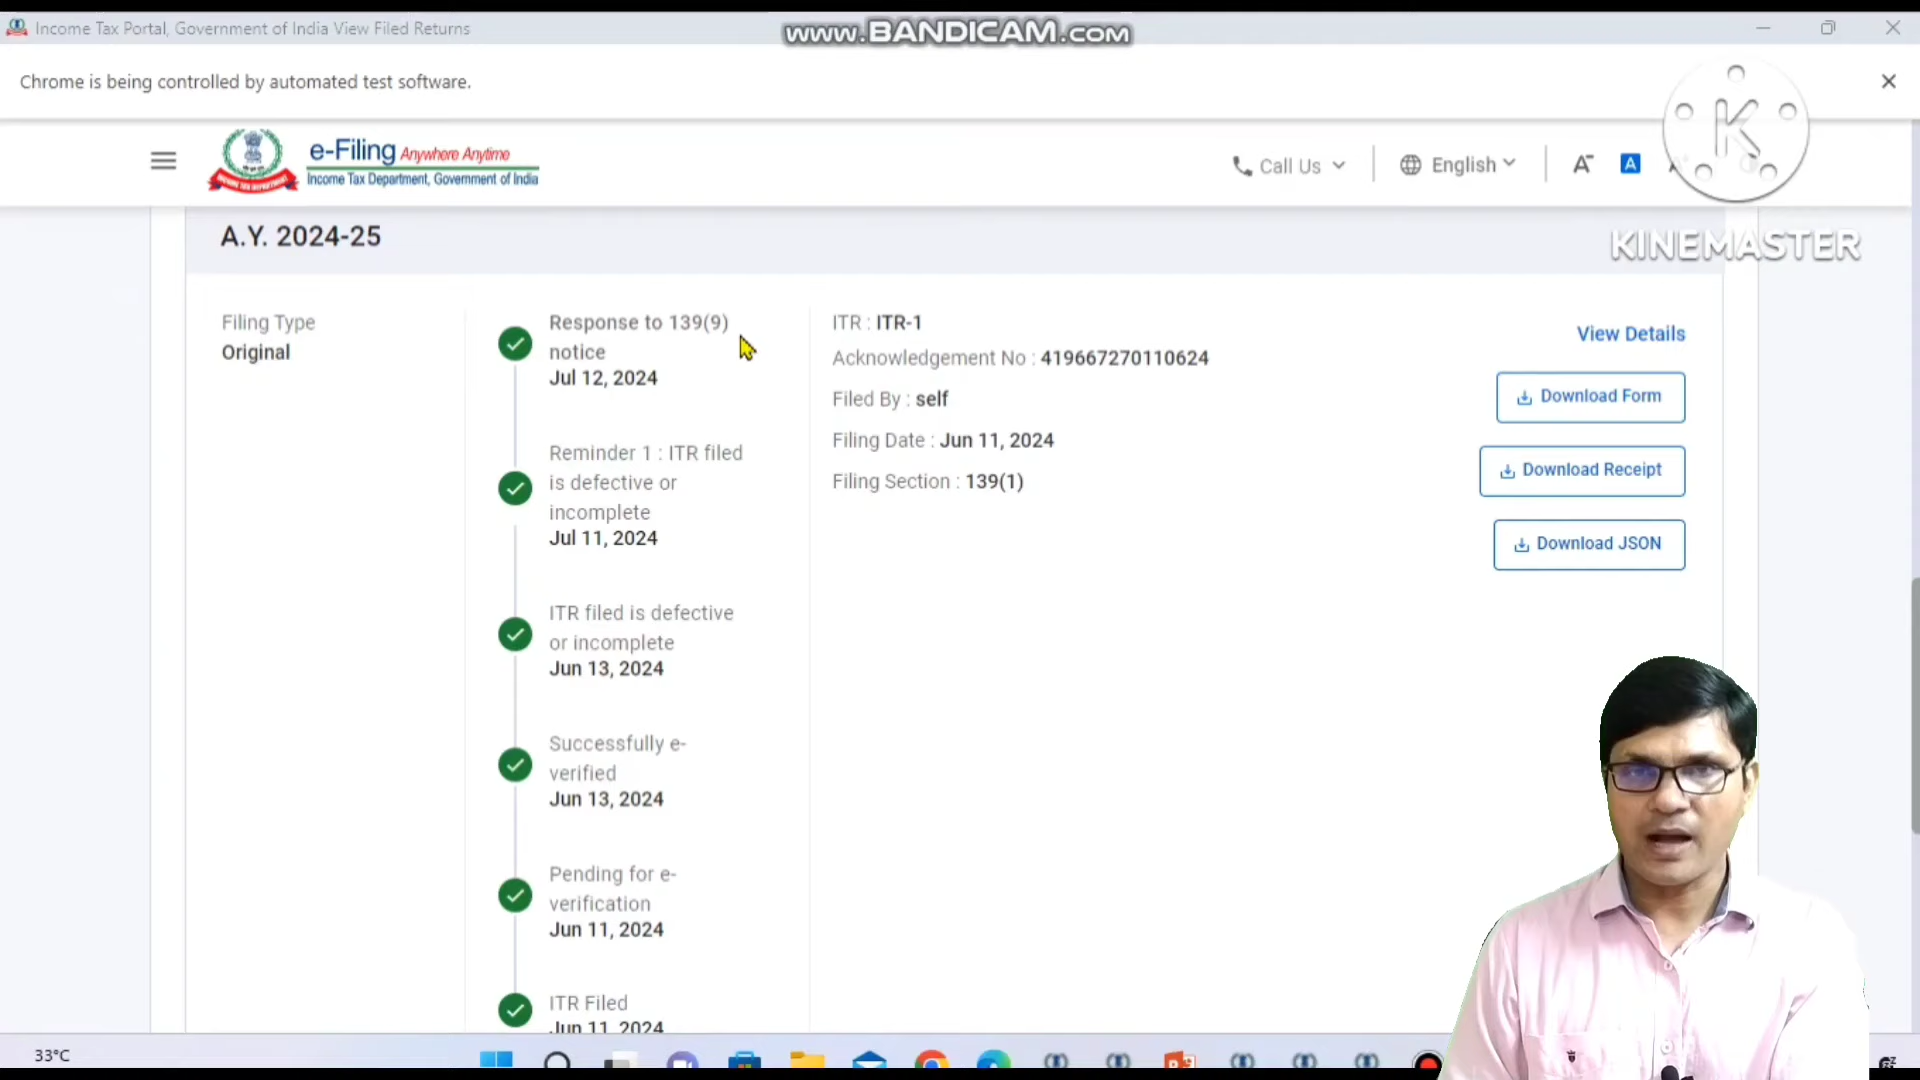 Income Tax Portal, Government of India View Filed Returns
www.BANDICAM.com
Chrome is being controlled by automated test software.
e-Filing Anywhere Anytime
Income Tax Department, Government of India
INCOME TAX DEPARTMENT
Call Us
English
A-
A
K
KINEMASTER
A.Y. 2024-25
Filing Type
Original
Response to 139(9)
notice
Jul 12, 2024
Reminder 1 : ITR filed
is defective or
incomplete
Jul 11, 2024
ITR filed is defective
or incomplete
Jun 13, 2024
Successfully e-
verified
Jun 13, 2024
Pending for e-
verification
Jun 11, 2024
ITR Filed
Jun 11, 2024
ITR : ITR-1
Acknowledgement No : 419667270110624
Filed By : self
Filing Date : Jun 11, 2024
Filing Section : 139(1)
View Details
Download Form
Download Receipt
Download JSON
33°C